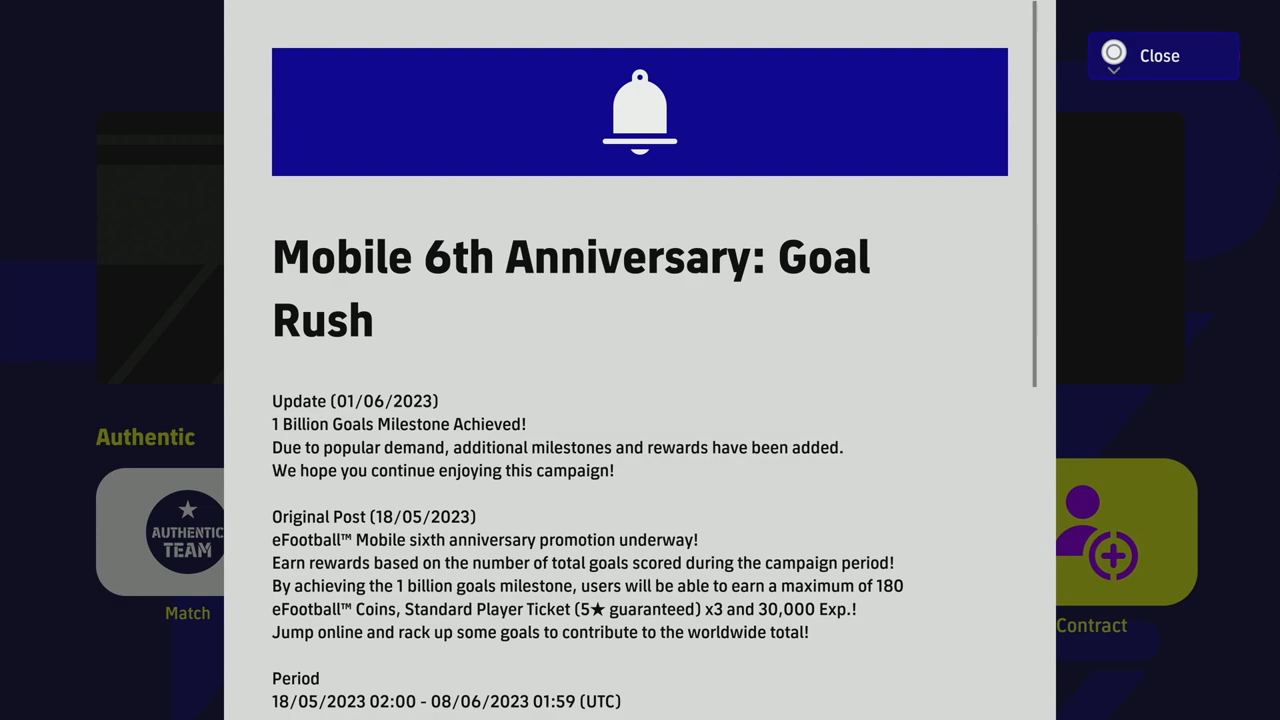 Close
Mobile 6th Anniversary: Goal
Rush
Update (01/06/2023)
1 Billion Goals Milestone Achieved!
Due to popular demand, additional milestones and rewards have been added.
We hope you continue enjoying this campaign!
Original Post (18/05/2023)
eFootball™ Mobile sixth anniversary promotion underway!
Earn rewards based on the number of total goals scored during the campaign period!
By achieving the 1 billion goals milestone, users will be able to earn a maximum of 180
eFootball™ Coins, Standard Player Ticket (5★ guaranteed) x3 and 30,000 Exp.!
Jump online and rack up some goals to contribute to the worldwide total!
Period
18/05/2023 02:00 - 08/06/2023 01:59 (UTC)
Authentic
AUTHENTIC
TEAM
Match
Contract